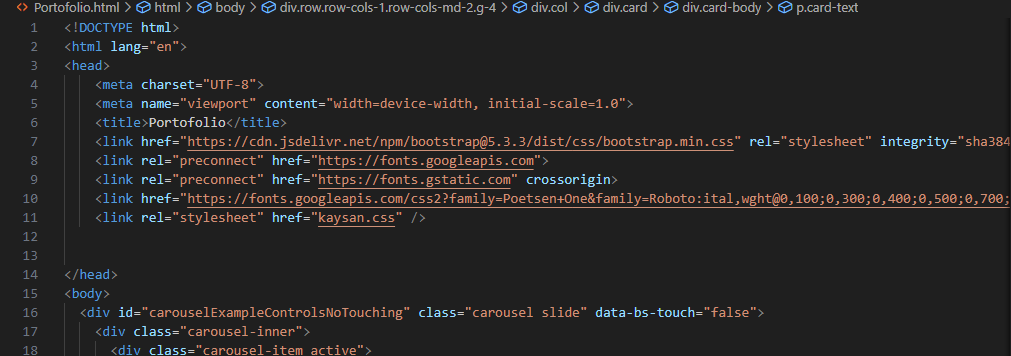 Portofolio.html > html > body > div.row.row-cols-1.row-cols-md-2.g-4 > div.col > div.card > div.card-body > p.card-text
1 <!DOCTYPE html>
2 <html lang="en">
3 <head>
4 <meta charset="UTF-8">
5 <meta name="viewport" content="width=device-width, initial-scale=1.0">
6 <title>Portofolio</title>
7 <link href="https://cdn.jsdelivr.net/npm/bootstrap@5.3.3/dist/css/bootstrap.min.css" rel="stylesheet" integrity="sha384
8 <link rel="preconnect" href="https://fonts.googleapis.com">
9 <link rel="preconnect" href="https://fonts.gstatic.com" crossorigin>
10 <link href="https://fonts.googleapis.com/css2?family=Poetsen+One&family=Roboto:ital,wght@0,100;0,300;0,400;0,500;0,700;
11 <link rel="stylesheet" href="kaysan.css" />
12
13
14 </head>
15 <body>
16 <div id="carouselExampleControlsNoTouching" class="carousel slide" data-bs-touch="false">
17 <div class="carousel-inner">
18 <div class="carousel-item active">